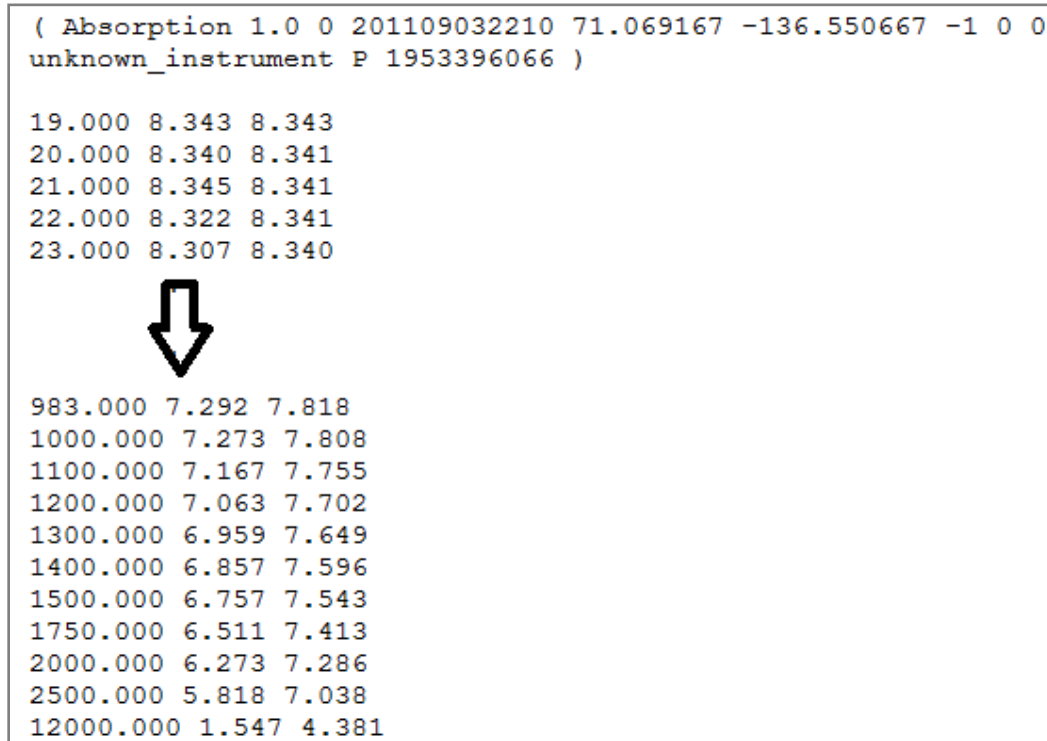 ( Absorption 1.0 0 201109032210 71.069167 -136.550667 -1 0 0
unknown_instrument P 1953396066 )
19.000 8.343 8.343
20.000 8.340 8.341
21.000 8.345 8.341
22.000 8.322 8.341
23.000 8.307 8.340
983.000 7.292 7.818
1000.000 7.273 7.808
1100.000 7.167 7.755
1200.000 7.063 7.702
1300.000 6.959 7.649
1400.000 6.857 7.596
1500.000 6.757 7.543
1750.000 6.511 7.413
2000.000 6.273 7.286
2500.000 5.818 7.038
12000.000 1.547 4.381